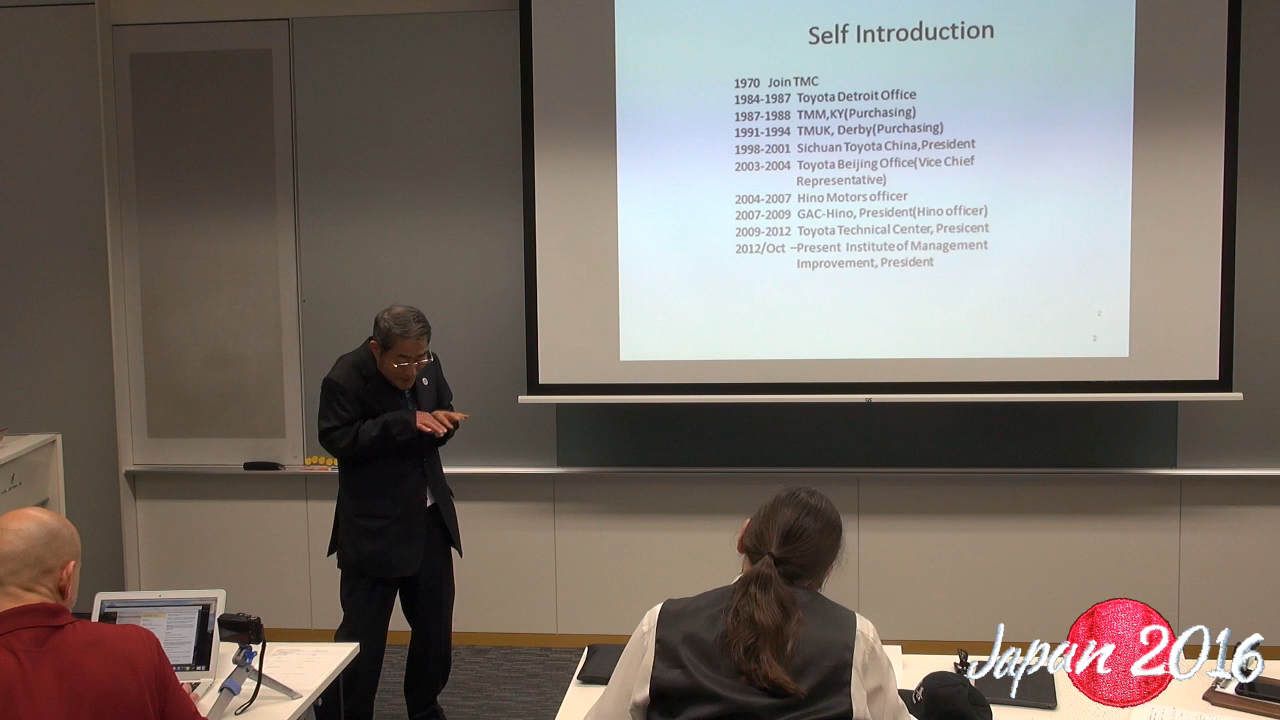 Self Introduction
1970 Join TMC
1984-1987 Toyota Detroit Office
1987-1988 TMM,KY(Purchasing)
1991-1994 TMUK, Derby(Purchasing)
1998-2001 Sichuan Toyota China,President
2003-2004 Toyota Beijing Office(Vice Chief
Representative)
2004-2007 Hino Motors officer
2007-2009 GAC-Hino, President(Hino officer)
2009-2012 Toyota Technical Center, Presicent
2012/Oct –Present Institute of Management
Improvement, President
2
2
Japan 2016